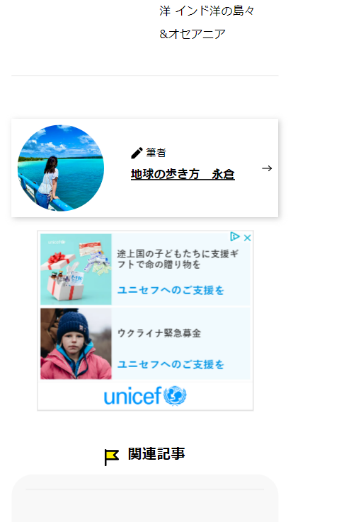 洋 インド洋の島々
&オセアニア
筆者
地球の歩き方　永倉
途上国の子どもたちに支援ギ
フトで命の贈り物を
ユニセフへのご支援を
ウクライナ緊急募金
ユニセフへのご支援を
unicef
関連記事